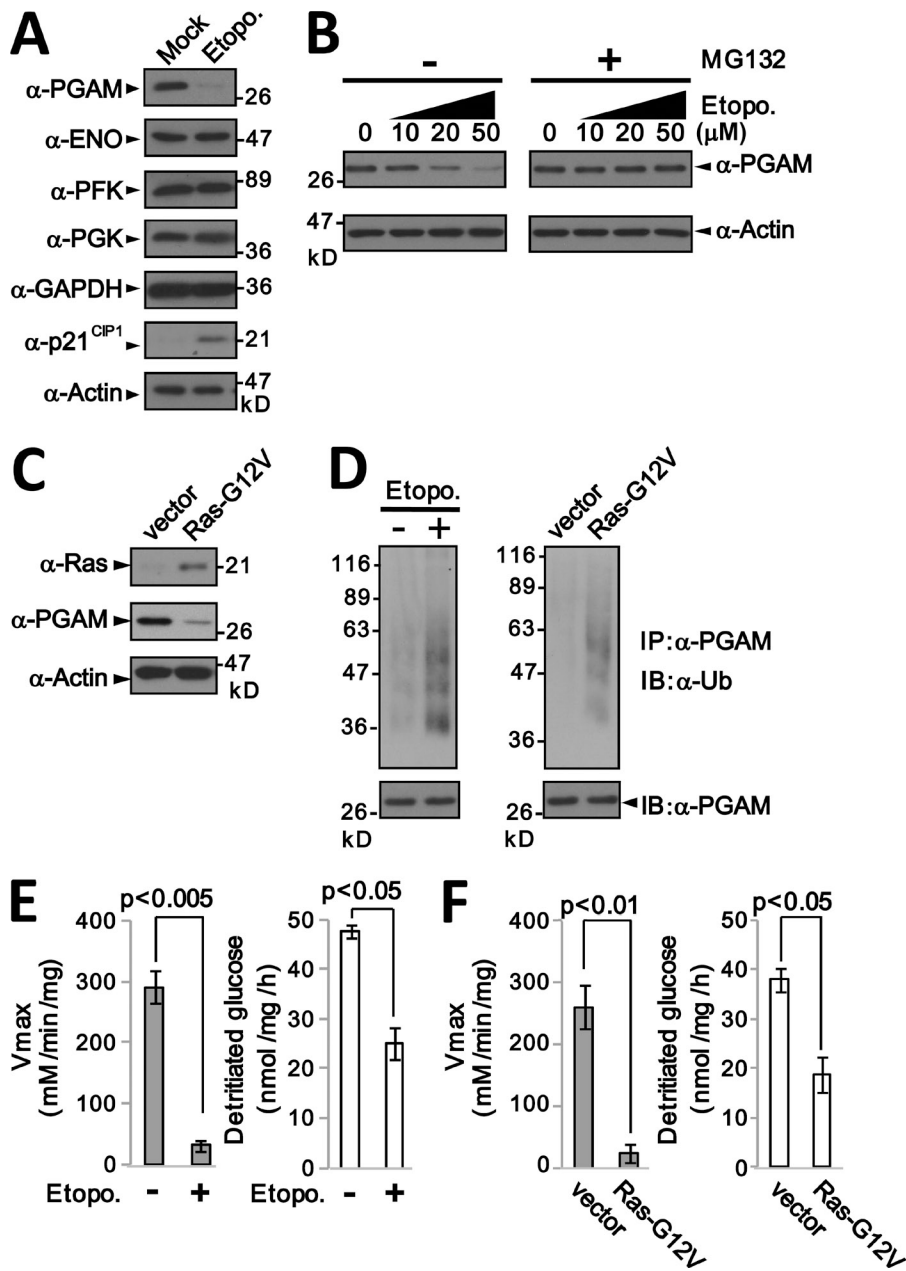 A
Mock
Etopo.
α-PGAM
26
α-ENO
47
α-PFK
89
α-PGK
36
α-GAPDH
36
α-p21CIP1
21
α-Actin
47
kD
B
- + MG132
Etopo.
0 10 20 50 0 10 20 50 (μM)
26
α-PGAM
47
α-Actin
kD
C
vector
Ras-G12V
α-Ras
21
α-PGAM
26
α-Actin
47
kD
D
Etopo.
- +
116
89
63
47
36
26
kD
vector
Ras-G12V
116
89
63
47
36
26
kD
IP:α-PGAM
IB:α-Ub
IB:α-PGAM
E
p<0.005
Vmax
(mM/min/mg)
400
300
200
100
0
Etopo. - +
p<0.05
Detritiated glucose
(nmol/mg/h)
50
40
30
20
10
0
Etopo. - +
F
p<0.01
Vmax
(mM/min/mg)
400
300
200
100
0
vector
Ras-G12V
p<0.05
Detritiated glucose
(nmol/mg/h)
50
40
30
20
10
0
vector
Ras-G12V